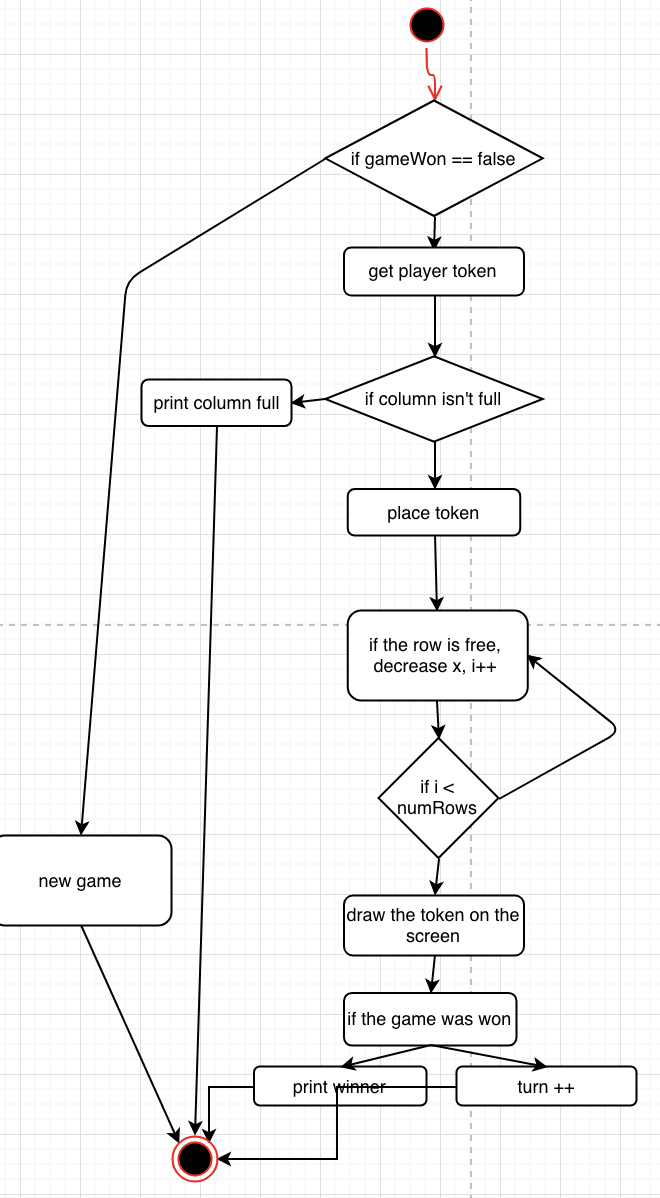 if gameWon == false
get player token
if column isn't full
print column full
place token
if the row is free,
decrease x, i++
if i <
numRows
new game
draw the token on the
screen
if the game was won
print winner
turn ++